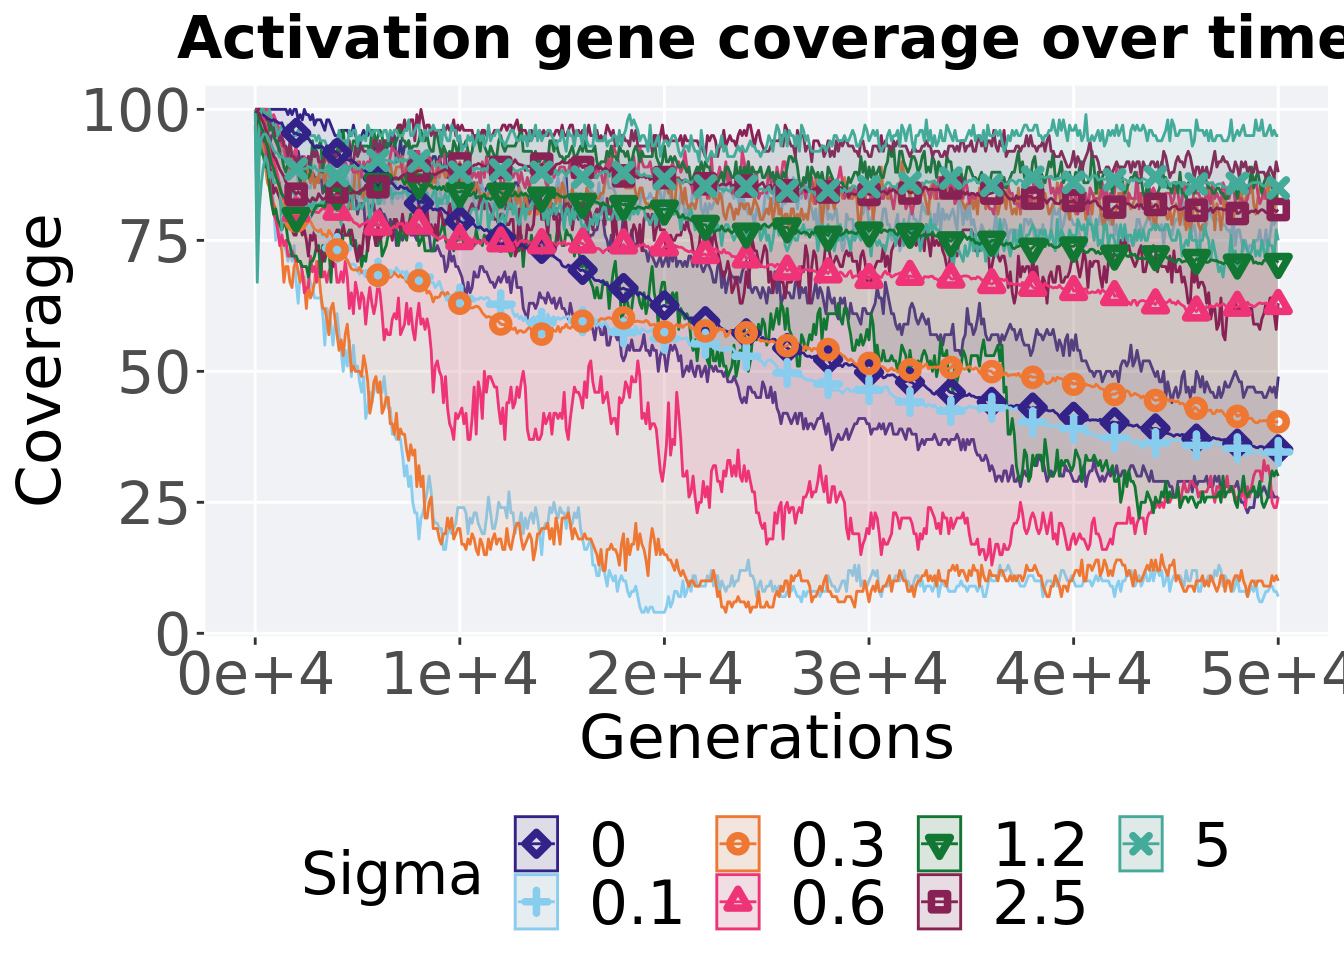 Activation gene coverage over time
Coverage
100
75
50
25
0
0e+4 1e+4 2e+4 3e+4 4e+4 5e+4
Generations
Sigma
0 0.3 1.2 5
0.1 0.6 2.5